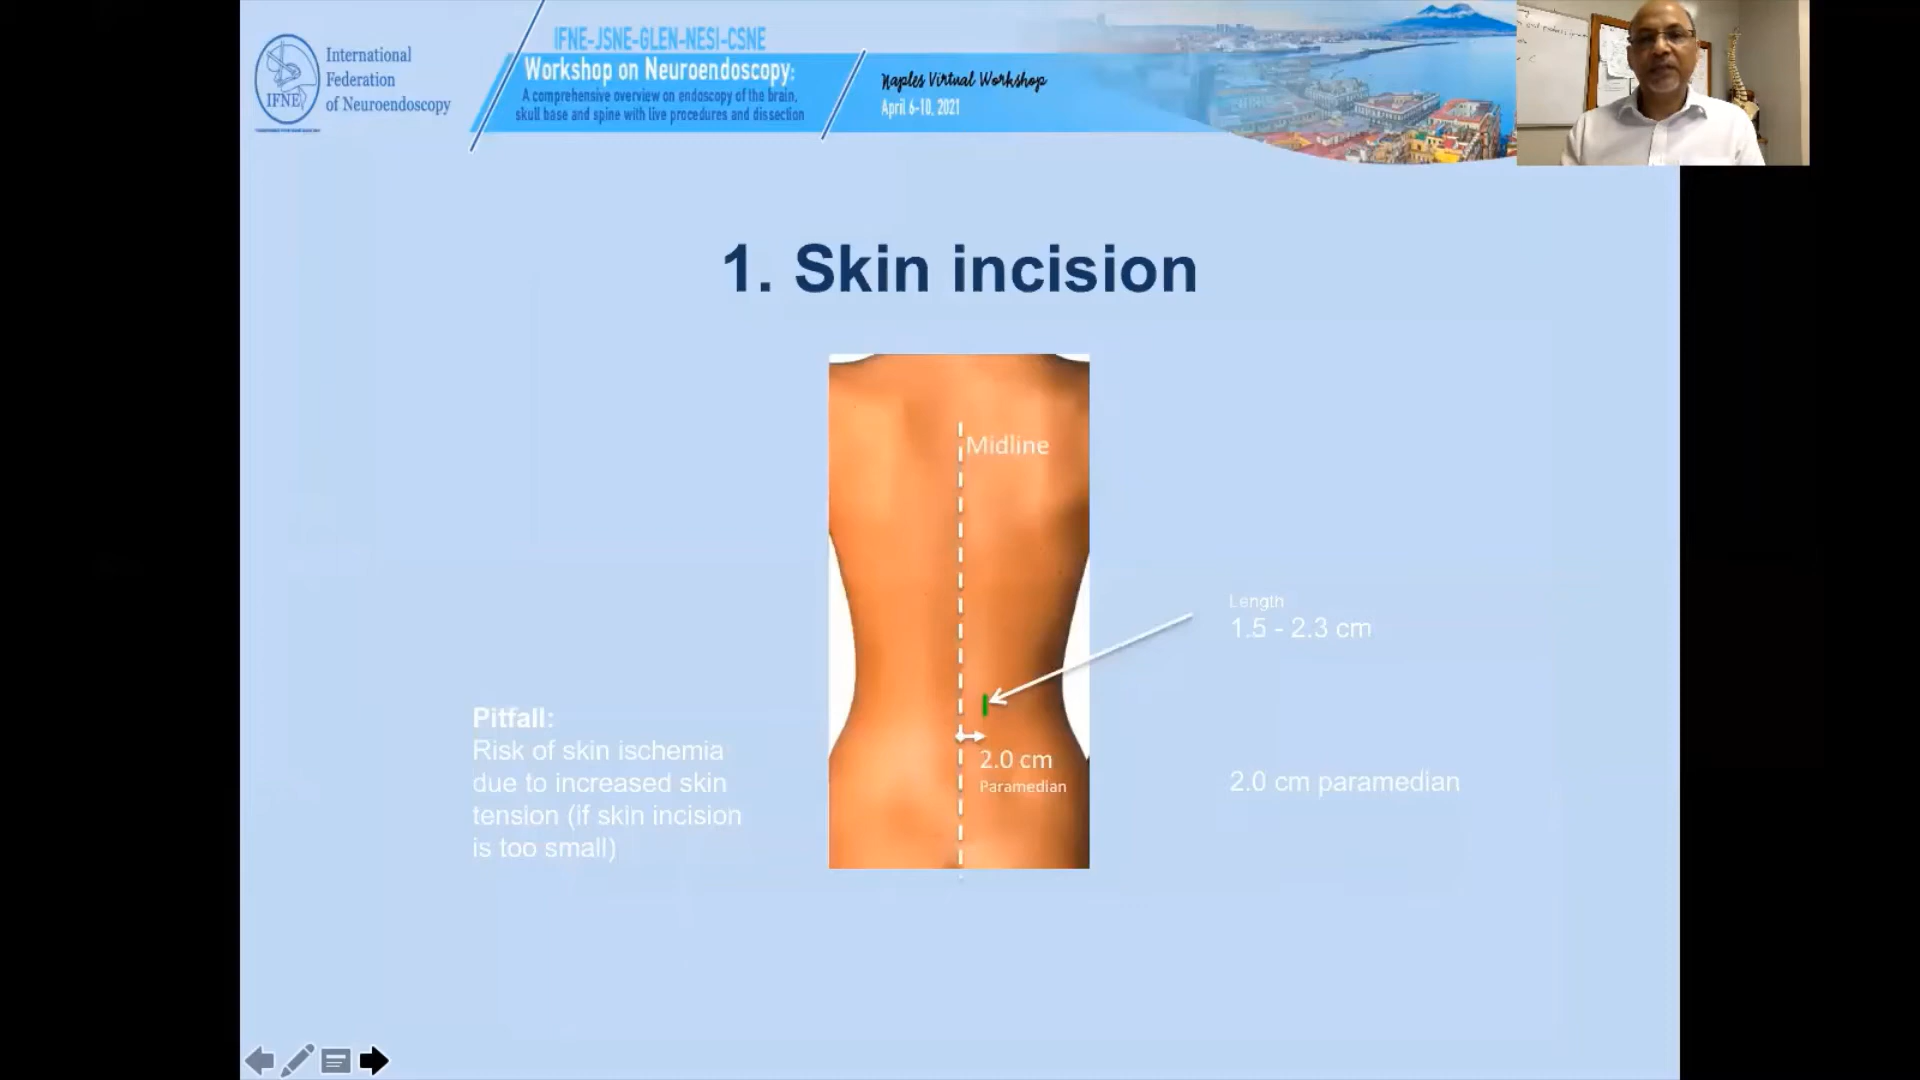 International
Federation
of Neuroendoscopy
IFNE
IFNE-JSNE-GLEN-NESI-CSNE
Workshop on Neuroendoscopy:
A comprehensive overview on endoscopy of the brain,
skull base and spine with live procedures and dissection
Naples Virtual Workshop
April 6-10, 2021
1. Skin incision
Midline
Length
1.5 - 2.3 cm
Pitfall:
Risk of skin ischemia
due to increased skin
tension (if skin incision
is too small)
2.0 cm
Paramedian
2.0 cm paramedian